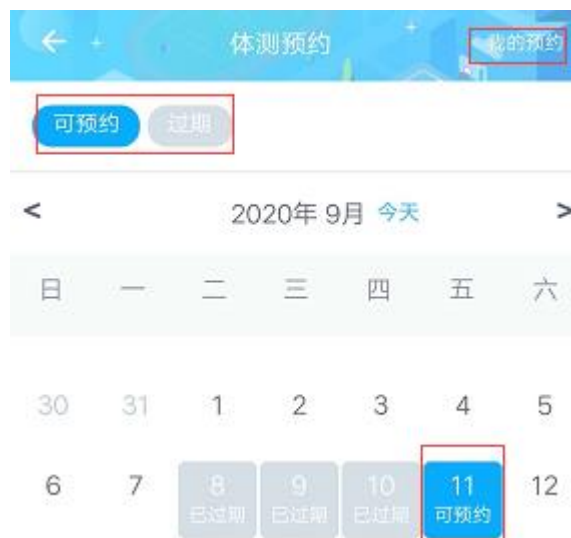 体测预约 我的预约
可预约 过期
< 2020年 9月 今天 >
日 一 二 三 四 五 六
30 31 1 2 3 4 5
6 7 8 9 10 11 12
已过期 已过期 已过期 可预约